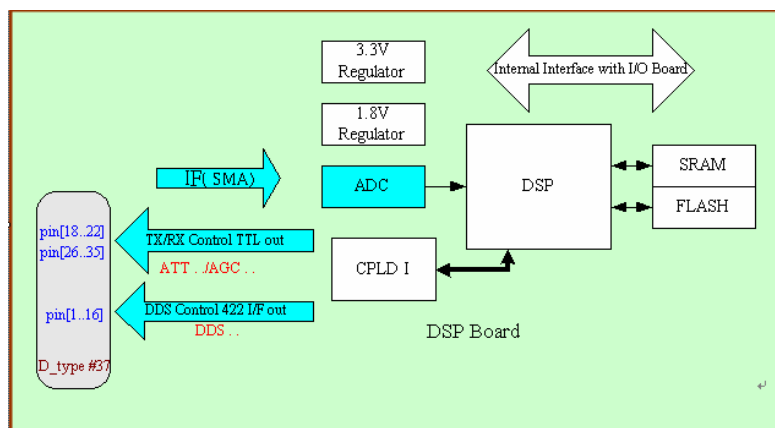 3.3V
Regulator
Internal Interface with I/O Board
1.8V
Regulator
IF( SMA)
ADC
DSP
SRAM
FLASH
pin[18..22]
pin[26..35]
TX/RX Control TTL out
ATT . ./AGC . .
CPLD I
pin[1..16]
DDS Control 422 I/F out
DDS . .
DSP Board
D_type #37